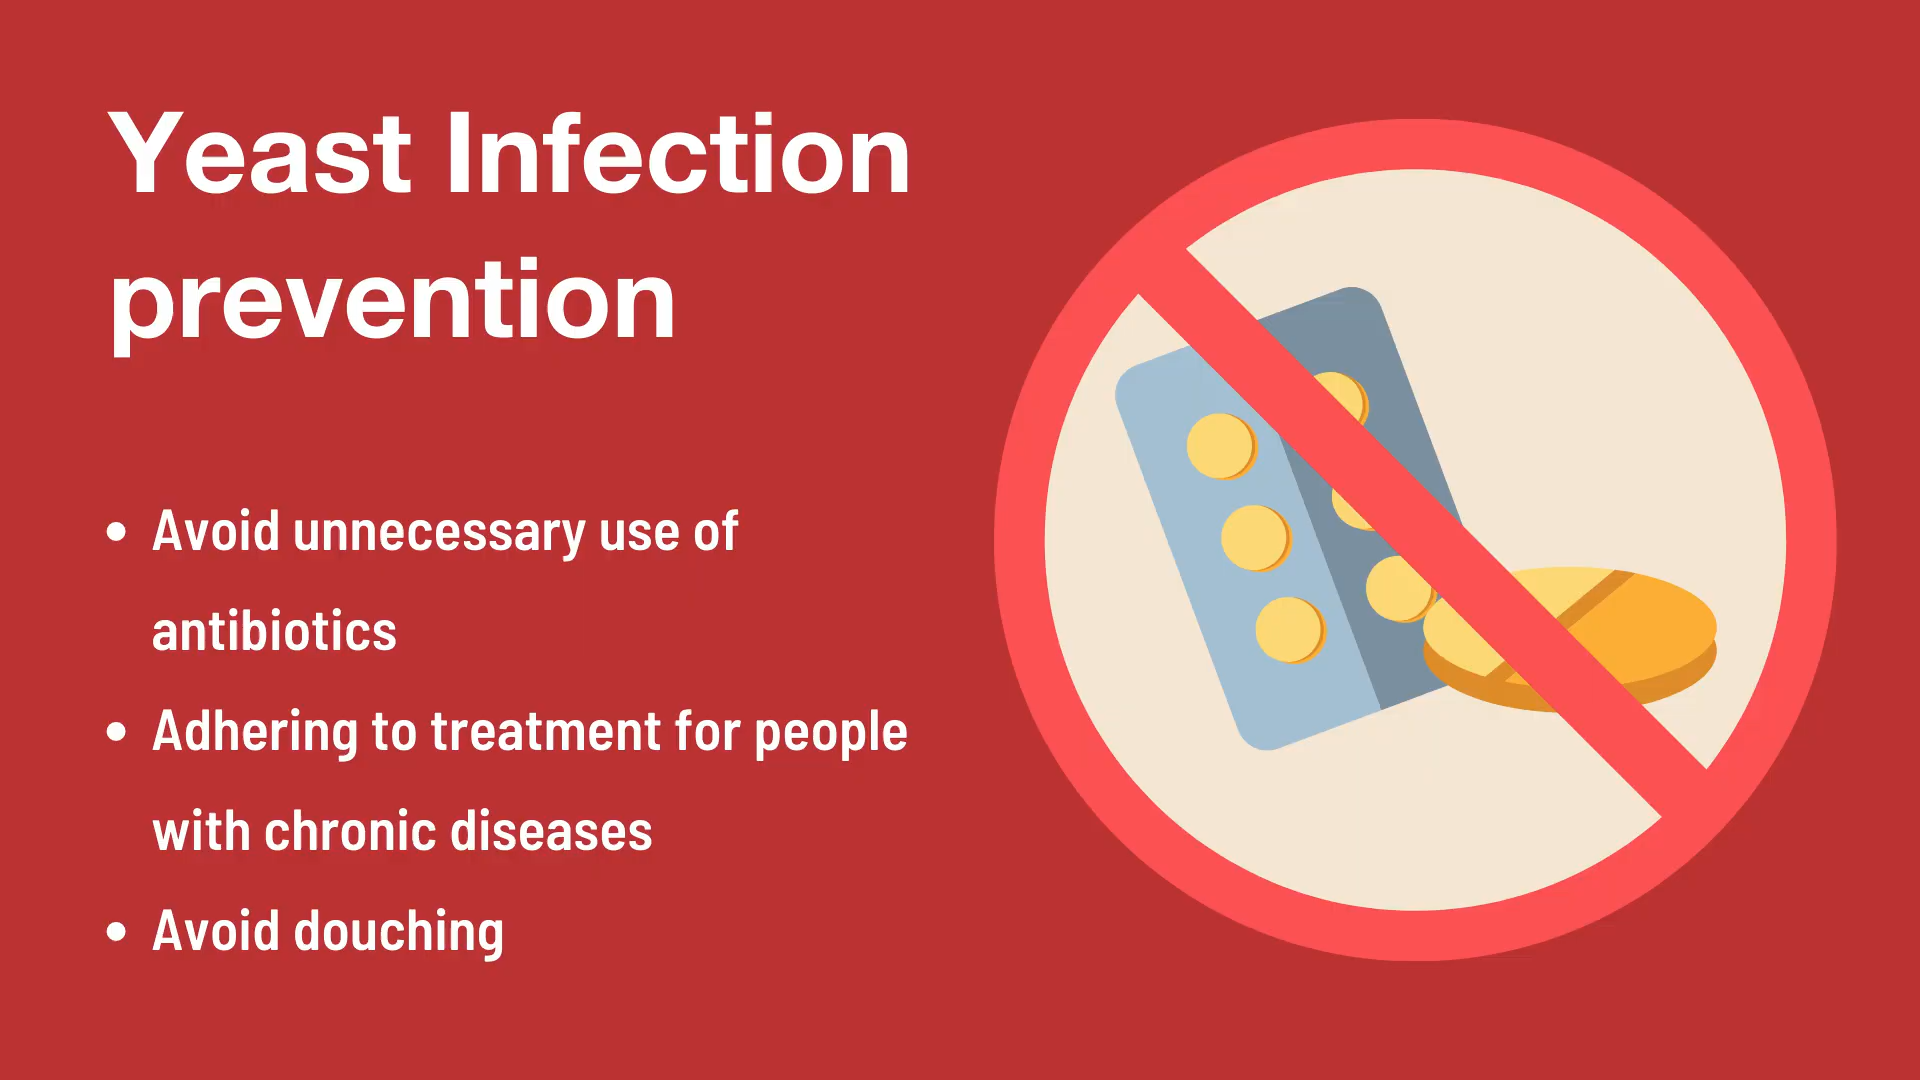 Yeast Infection
prevention
• Avoid unnecessary use of
antibiotics
• Adhering to treatment for people
with chronic diseases
• Avoid douching